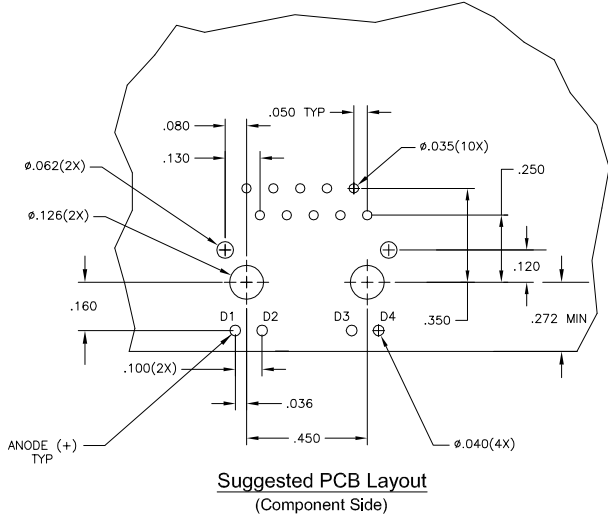 .050 TYP
.080
.130
ø.035(10X)
.250
ø.062(2X)
ø.126(2X)
.120
.160
D1
D2
D3
D4
.350
.272 MIN
.100(2X)
.036
ANODE (+)
TYP
.450
ø.040(4X)
Suggested PCB Layout
(Component Side)